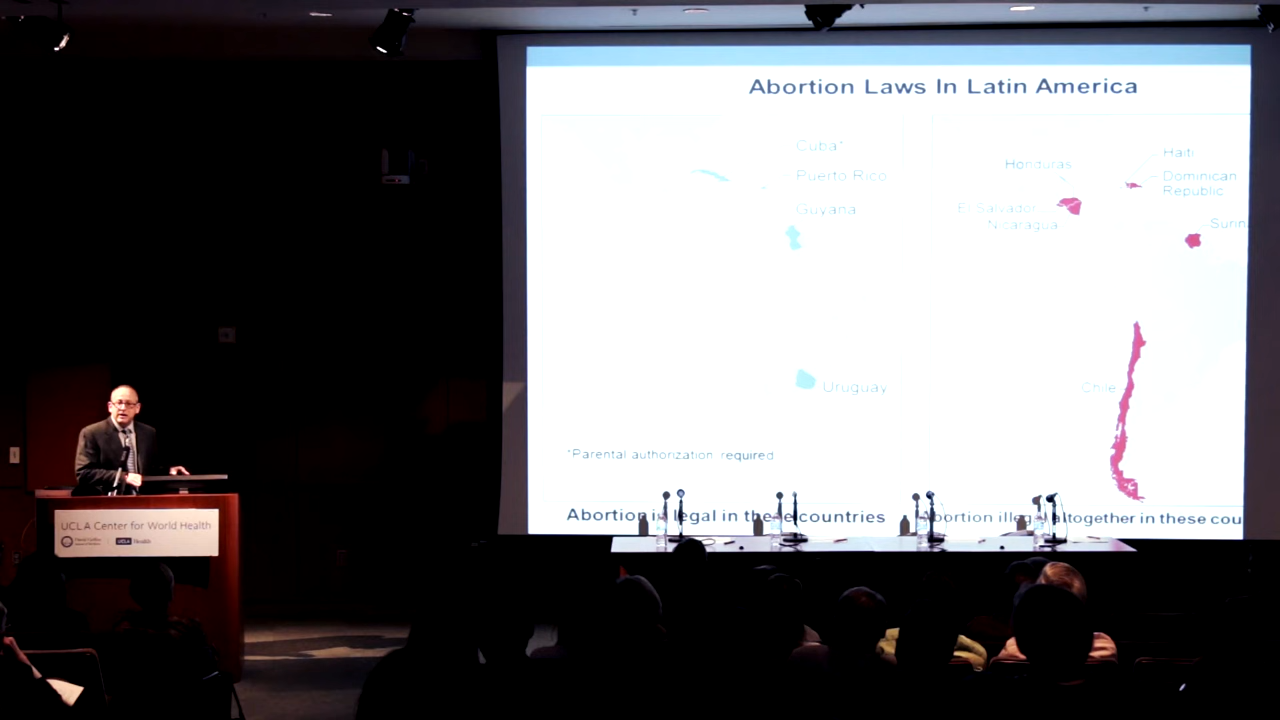 Abortion Laws In Latin America
Cuba*
Puerto Rico
Guyana
Uruguay
*Parental authorization required
Abortion is legal in these countries
Haiti
Honduras
Dominican
Republic
El Salvador
Nicaragua
Surin
Chile
Abortion illegal altogether in these cou
UCLA Center for World Health
UCLA Health